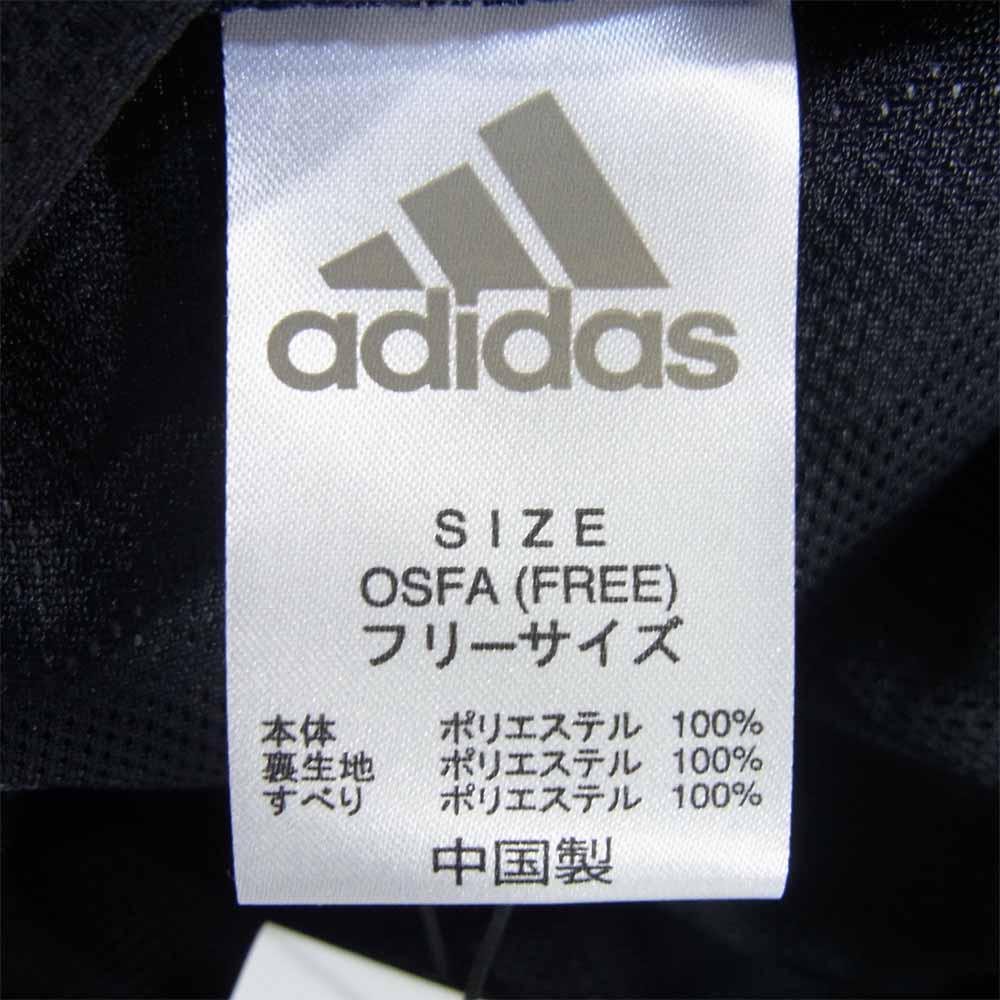 adidas
SIZE
OSFA (FREE)
フリーサイズ
本体 ポリエステル 100%
裏生地 ポリエステル 100%
すべり ポリエステル 100%
中国製